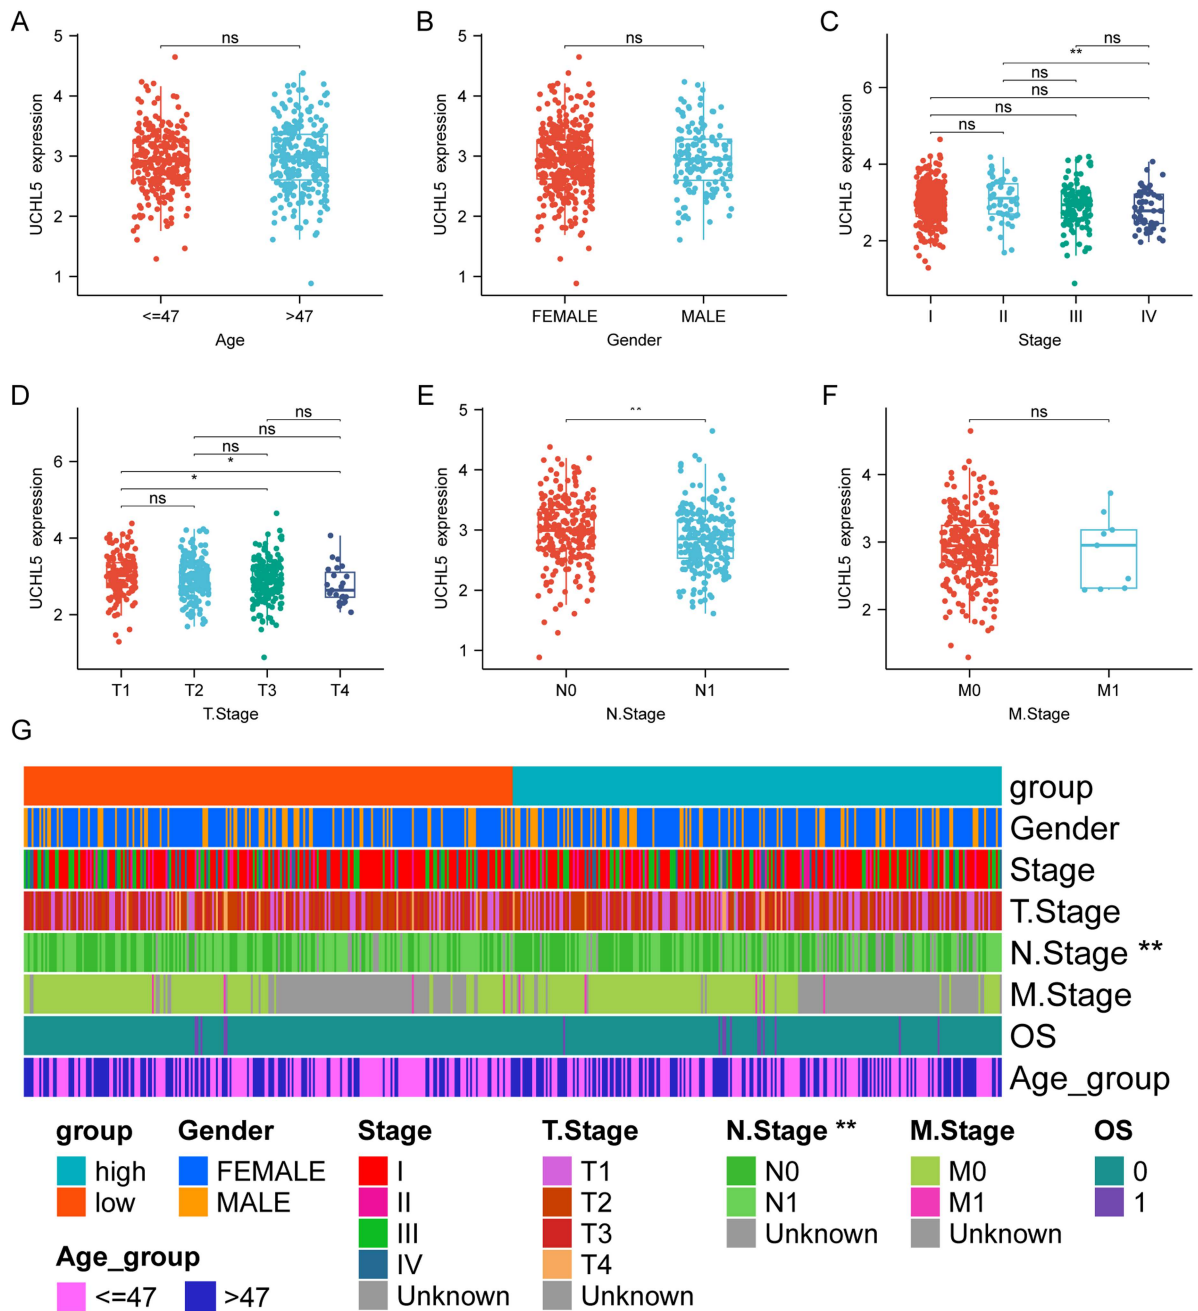 A
UCHL5 expression
5
4
3
2
1
ns
<=47
>47
Age
B
UCHL5 expression
5
4
3
2
1
ns
FEMALE
MALE
Gender
C
UCHL5 expression
6
4
2
ns
**
ns
ns
ns
ns
I
II
III
IV
Stage
D
UCHL5 expression
6
4
2
ns
ns
ns
*
*
ns
T1
T2
T3
T4
T.Stage
E
UCHL5 expression
5
4
3
2
1
N0
N1
N.Stage
F
UCHL5 expression
4
3
2
ns
M0
M1
M.Stage
G
group
Gender
Stage
T.Stage
N.Stage **
M.Stage
OS
Age_group
group
high
low
Gender
FEMALE
MALE
Stage
I
II
III
IV
Unknown
T.Stage
T1
T2
T3
T4
Unknown
N.Stage **
N0
N1
Unknown
M.Stage
M0
M1
Unknown
OS
0
1
Age_group
<=47
>47